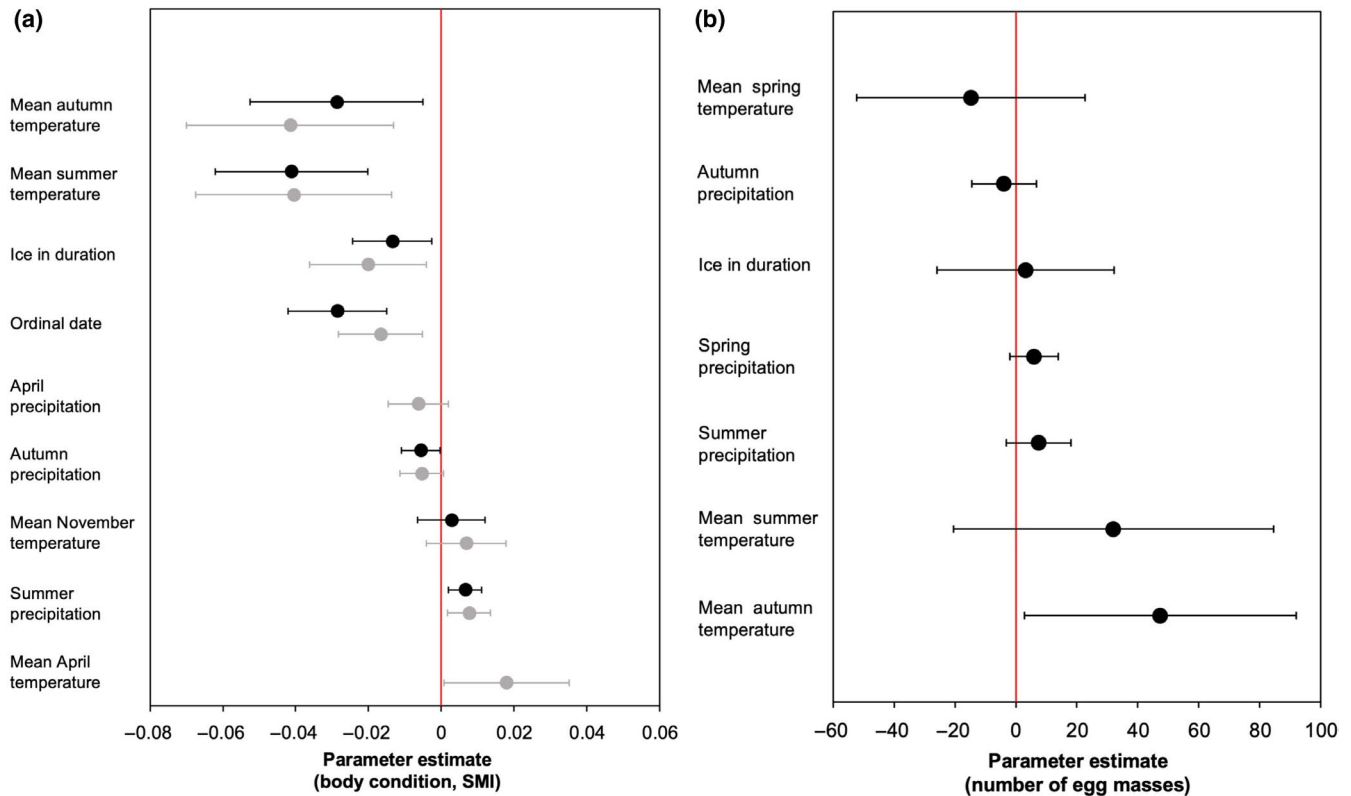 (a)
Mean autumn
temperature
Mean summer
temperature
Ice in duration
Ordinal date
April
precipitation
Autumn
precipitation
Mean November
temperature
Summer
precipitation
Mean April
temperature
−0.08 −0.06 −0.04 −0.02 0 0.02 0.04 0.06
Parameter estimate
(body condition, SMI)
(b)
Mean spring
temperature
Autumn
precipitation
Ice in duration
Spring
precipitation
Summer
precipitation
Mean summer
temperature
Mean autumn
temperature
−60 −40 −20 0 20 40 60 80 100
Parameter estimate
(number of egg masses)